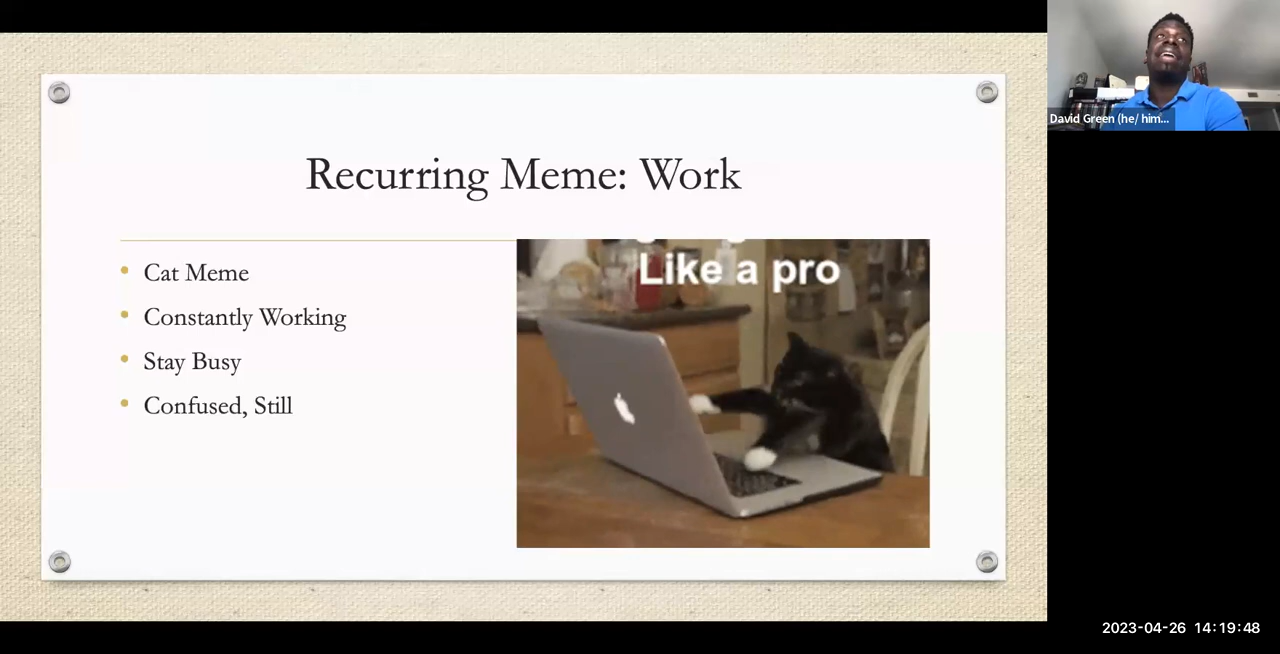 Recurring Meme: Work
Cat Meme
Constantly Working
Stay Busy
Confused, Still
Like a pro
David Green (he/ him...
2023-04-26 14:19:48